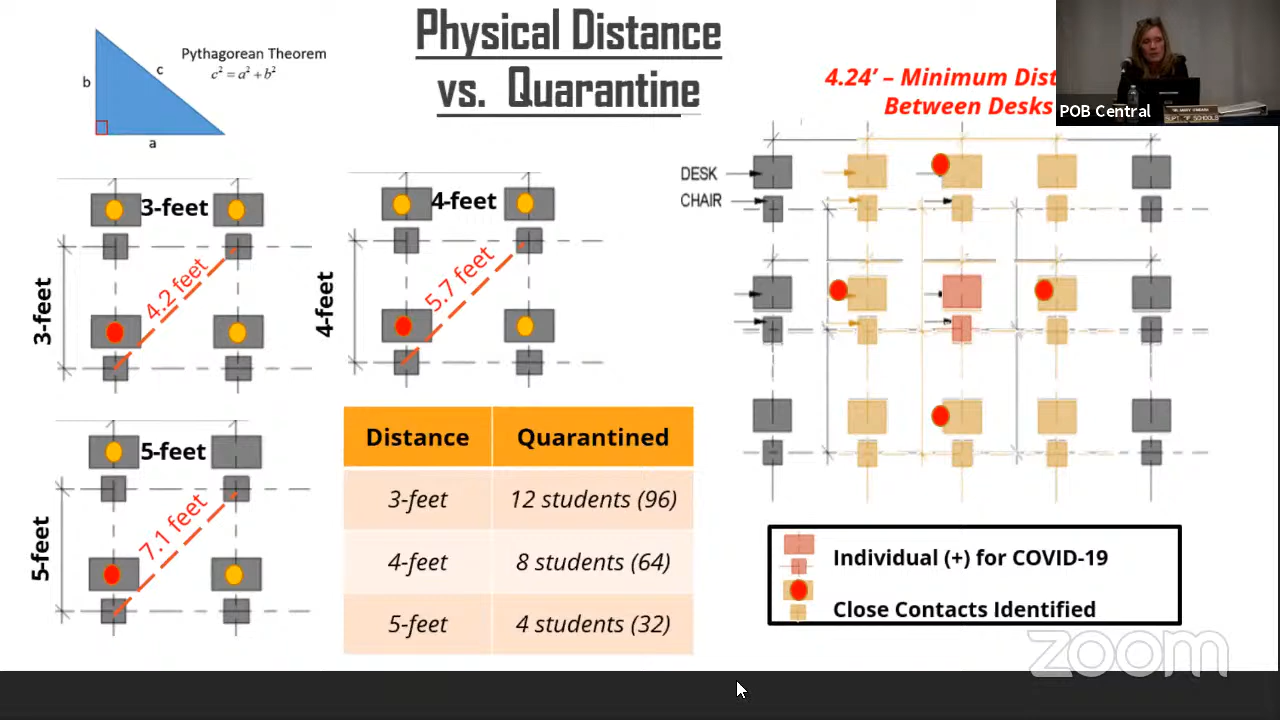 Physical Distance
vs. Quarantine
Pythagorean Theorem
c² = a² + b²
b
c
a
4.24’ – Minimum Dist
Between Desks
POB Central
SUPT. OF SCHOOLS
DESK
CHAIR
3-feet
3-feet
4.2 feet
4-feet
4-feet
5.7 feet
5-feet
5-feet
7.1 feet
Distance Quarantined
3-feet 12 students (96)
4-feet 8 students (64)
5-feet 4 students (32)
Individual (+) for COVID-19
Close Contacts Identified
zoom